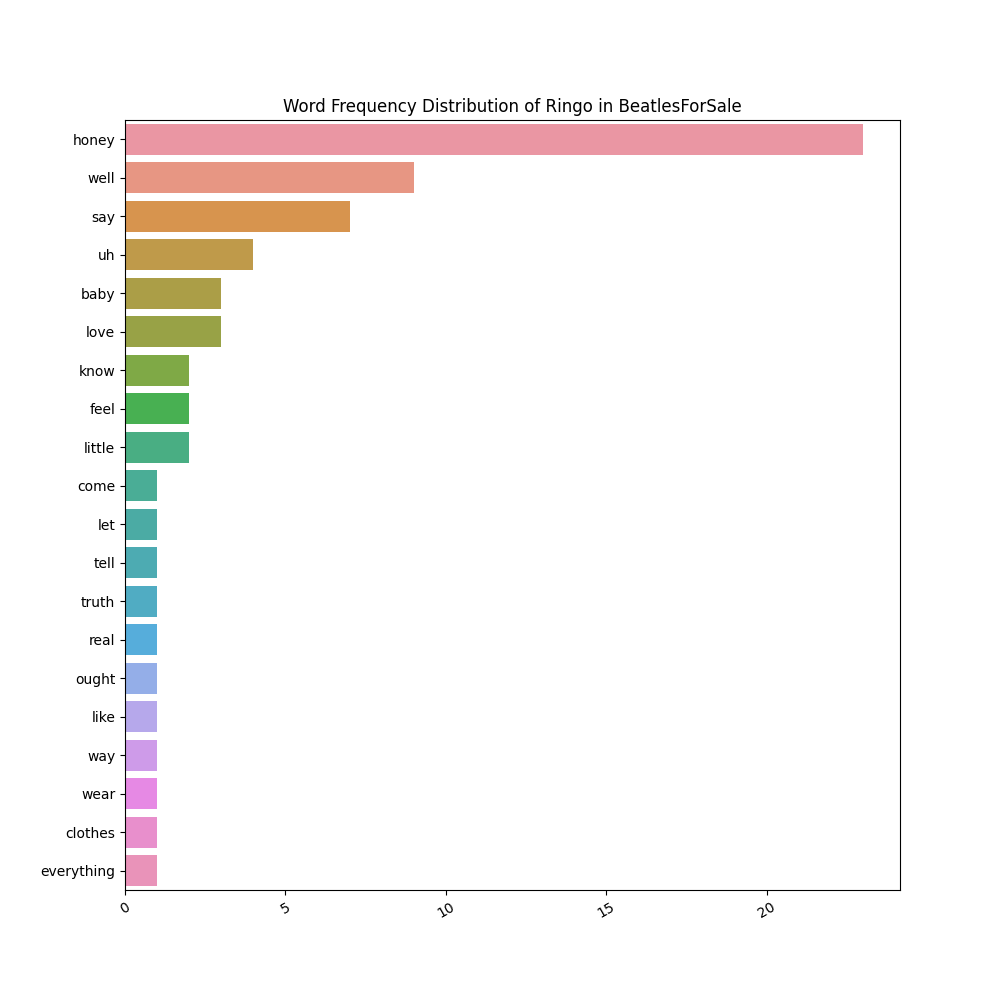 Word Frequency Distribution of Ringo in BeatlesForSale
honey
well
say
uh
baby
love
know
feel
little
come
let
tell
truth
real
ought
like
way
wear
clothes
everything
0 5 10 15 20